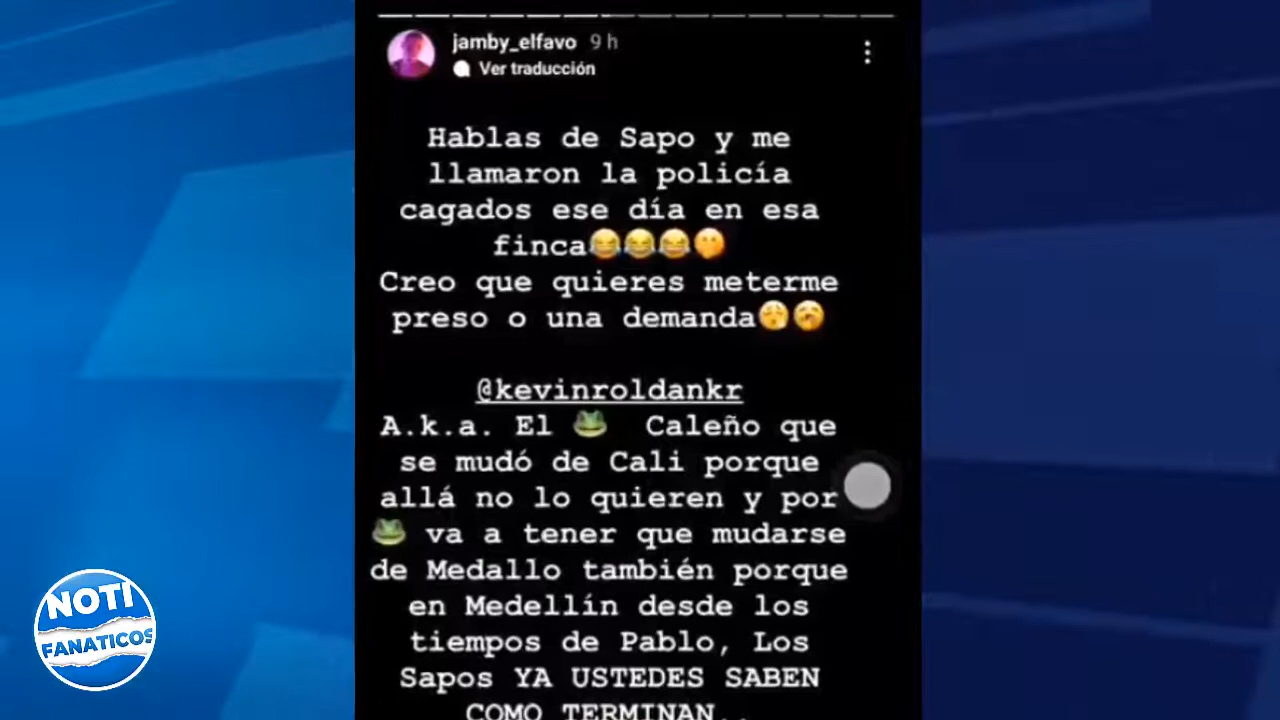 jamby_elfavo 9 h
Ver traducción
Hablas de Sapo y me
llamaron la policía
cagados ese día en esa
finca😂😂😂🤭
Creo que quieres meterme
preso o una demanda🥱🥱
@kevinroldankr
A.k.a. El 🐸 Caleño que
se mudó de Cali porque
allá no lo quieren y por
🐸 va a tener que mudarse
de Medallo también porque
en Medellín desde los
tiempos de Pablo, Los
Sapos YA USTEDES SABEN
COMO TERMINAN..
NOTI
FANATICOS